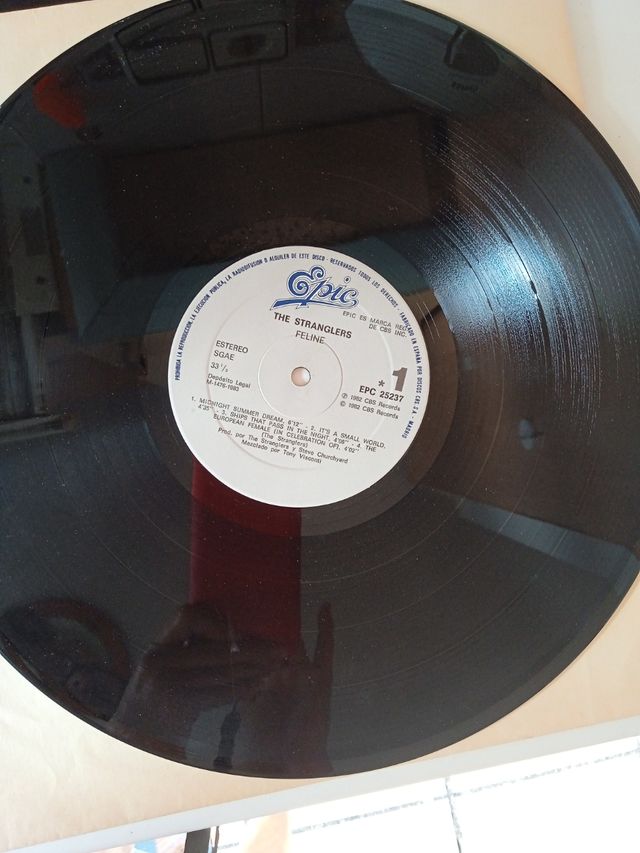 PROHIBIDA LA REPRODUCCION, LA EJECUCION PUBLICA, LA RADIODIFUSION O ALQUILER DE ESTE DISCO · RESERVADOS TODOS LOS DERECHOS · FABRICADO EN ESPAÑA POR DISCOS CBS, S.A. MADRID
Epic
EPIC ES MARCA REG.
DE CBS INC.
THE STRANGLERS
FELINE
ESTEREO
SGAE
33 1/3
Depósito Legal
M-1476-1983
* 1
EPC 25237
Ⓟ 1982 CBS Records
© 1982 CBS Records
1. MIDNIGHT SUMMER DREAM, 6'12" · 2. IT'S A SMALL WORLD,
4'35" · 3. SHIPS THAT PASS IN THE NIGHT, 4'06" · 4. THE
EUROPEAN FEMALE (IN CELEBRATION OF), 4'02"
(The Stranglers)
Prod. por The Stranglers y Steve Churchyard
Mezclado por Tony Visconti